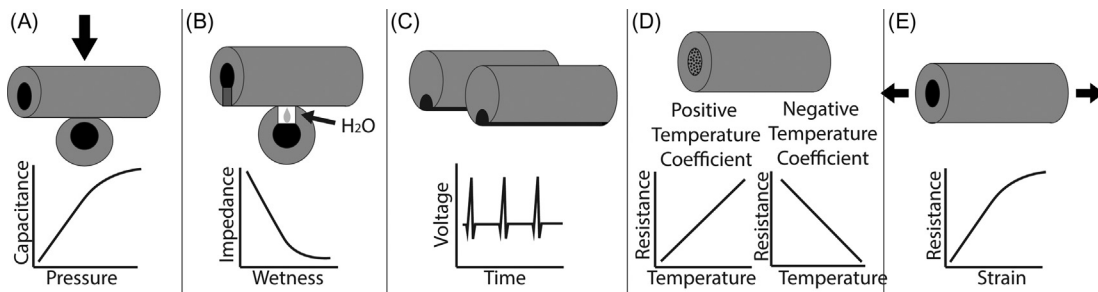 (A)
Capacitance
Pressure
(B)
H₂O
Impedance
Wetness
(C)
Voltage
Time
(D)
Positive
Temperature
Coefficient
Negative
Temperature
Coefficient
Resistance
Temperature
Resistance
Temperature
(E)
Resistance
Strain